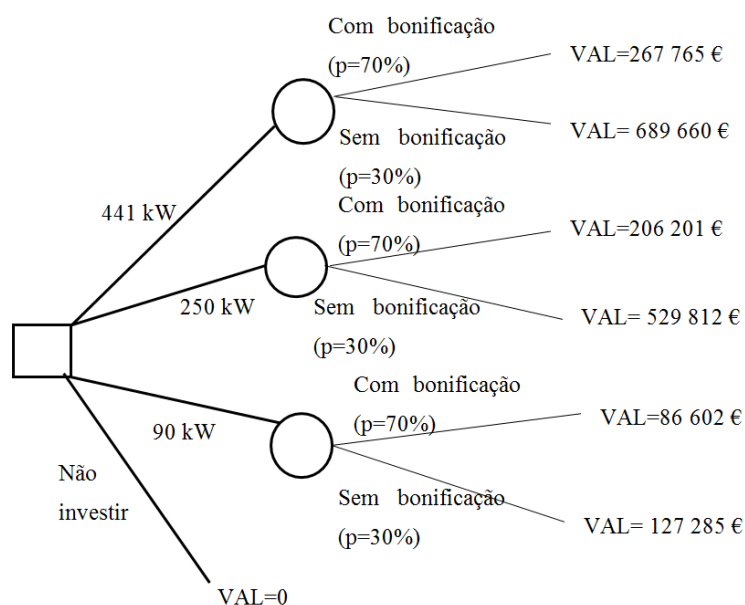 Com bonificação
(p=70%)
VAL=267 765 €
VAL= 689 660 €
Sem bonificação
(p=30%)
441 kW
Com bonificação
(p=70%)
VAL=206 201 €
250 kW
Sem bonificação
(p=30%)
VAL= 529 812 €
Com bonificação
(p=70%)
VAL=86 602 €
90 kW
Sem bonificação
(p=30%)
VAL= 127 285 €
Não
investir
VAL=0